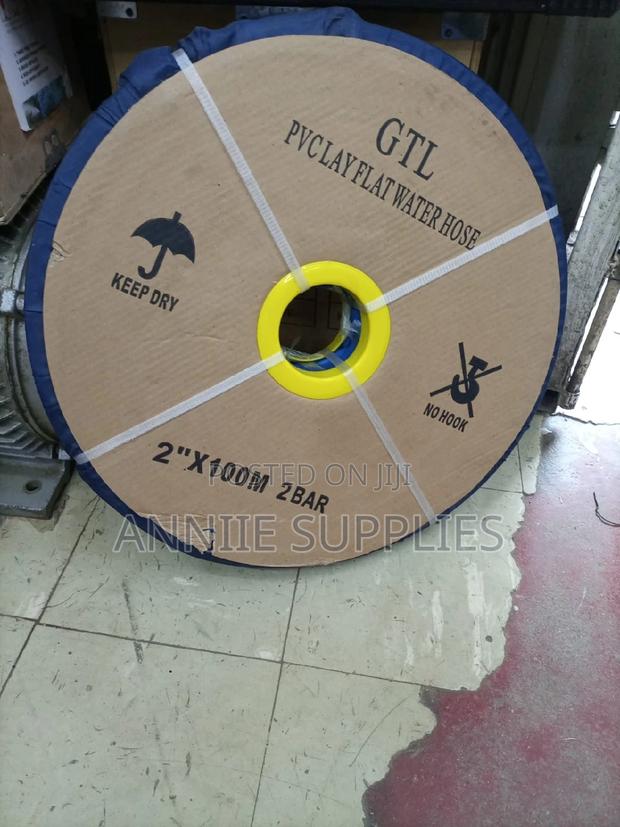 GTL
PVC LAY FLAT WATER HOSE
KEEP DRY
NO HOOK
2"X100M 2BAR
POSTED ON JIJI
ANNIIE SUPPLIES